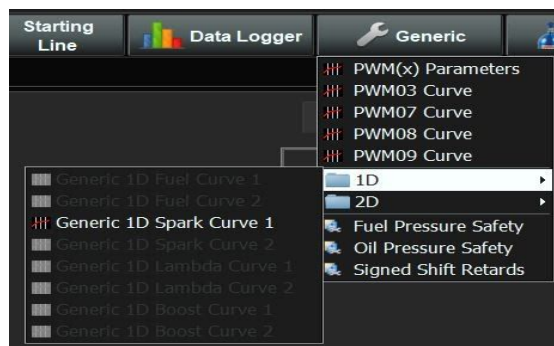 Starting
Line
Data Logger
Generic
PWM(x) Parameters
PWM03 Curve
PWM07 Curve
PWM08 Curve
PWM09 Curve
1D
2D
Fuel Pressure Safety
Oil Pressure Safety
Signed Shift Retards
Generic 1D Fuel Curve 1
Generic 1D Fuel Curve 2
Generic 1D Spark Curve 1
Generic 1D Spark Curve 2
Generic 1D Lambda Curve 1
Generic 1D Lambda Curve 2
Generic 1D Boost Curve 1
Generic 1D Boost Curve 2